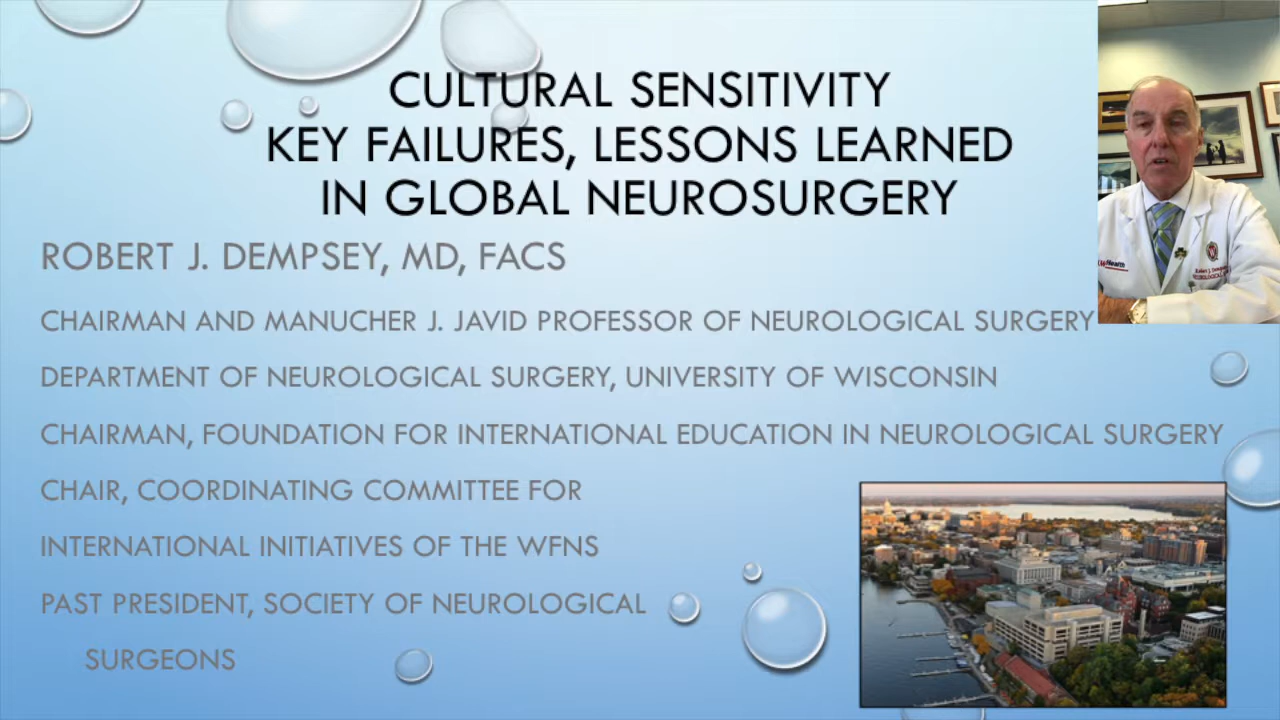 CULTURAL SENSITIVITY
KEY FAILURES, LESSONS LEARNED
IN GLOBAL NEUROSURGERY
ROBERT J. DEMPSEY, MD, FACS
CHAIRMAN AND MANUCHER J. JAVID PROFESSOR OF NEUROLOGICAL SURGERY
DEPARTMENT OF NEUROLOGICAL SURGERY, UNIVERSITY OF WISCONSIN
CHAIRMAN, FOUNDATION FOR INTERNATIONAL EDUCATION IN NEUROLOGICAL SURGERY
CHAIR, COORDINATING COMMITTEE FOR
INTERNATIONAL INITIATIVES OF THE WFNS
PAST PRESIDENT, SOCIETY OF NEUROLOGICAL
SURGEONS
Health
Robert J.